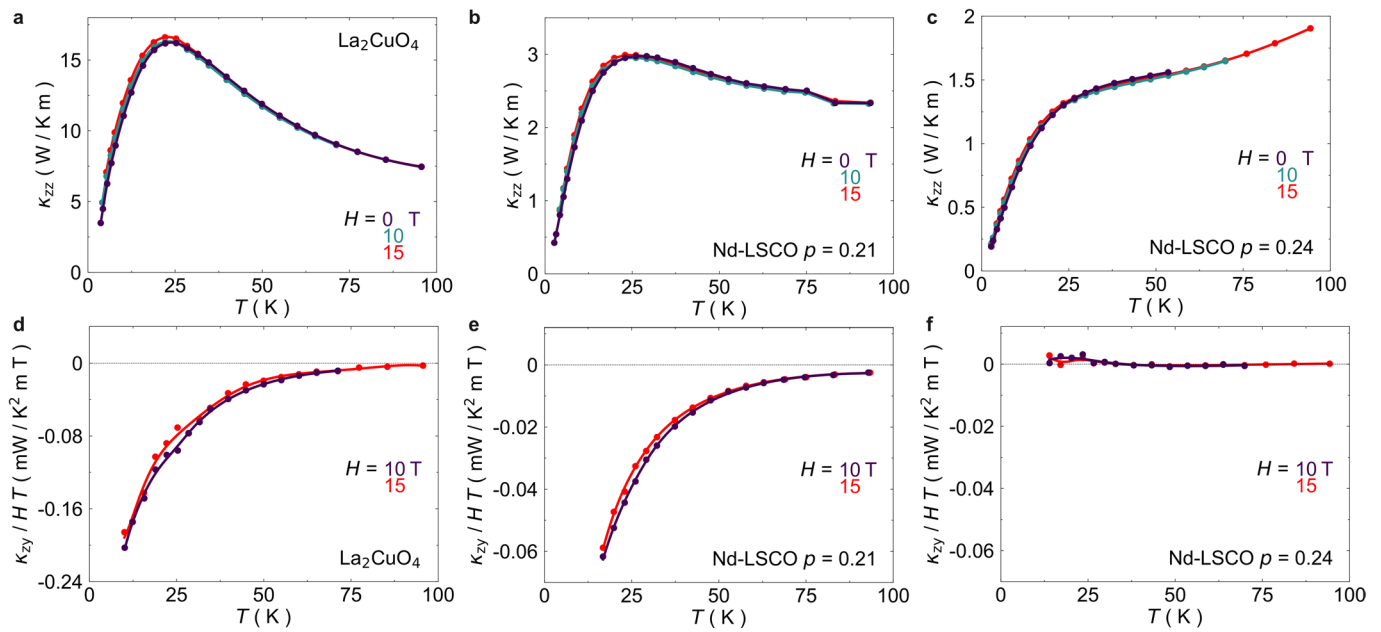 a
κzz ( W / K m )
La2CuO4
15
10
5
0
H = 0 T
10
15
0 25 50 75 100
T ( K )
b
κzz ( W / K m )
4
3
2
1
0
H = 0 T
10
15
Nd-LSCO p = 0.21
0 25 50 75 100
T ( K )
c
κzz ( W / K m )
2
1.5
1
0.5
0
H = 0 T
10
15
Nd-LSCO p = 0.24
0 25 50 75 100
T ( K )
d
κzy / H T ( mW / K2 m T )
0
-0.08
-0.16
-0.24
H = 10 T
15
La2CuO4
0 25 50 75 100
T ( K )
e
κzy / H T ( mW / K2 m T )
0
-0.02
-0.04
-0.06
H = 10 T
15
Nd-LSCO p = 0.21
0 25 50 75 100
T ( K )
f
κzy / H T ( mW / K2 m T )
0
-0.02
-0.04
-0.06
H = 10 T
15
Nd-LSCO p = 0.24
0 25 50 75 100
T ( K )